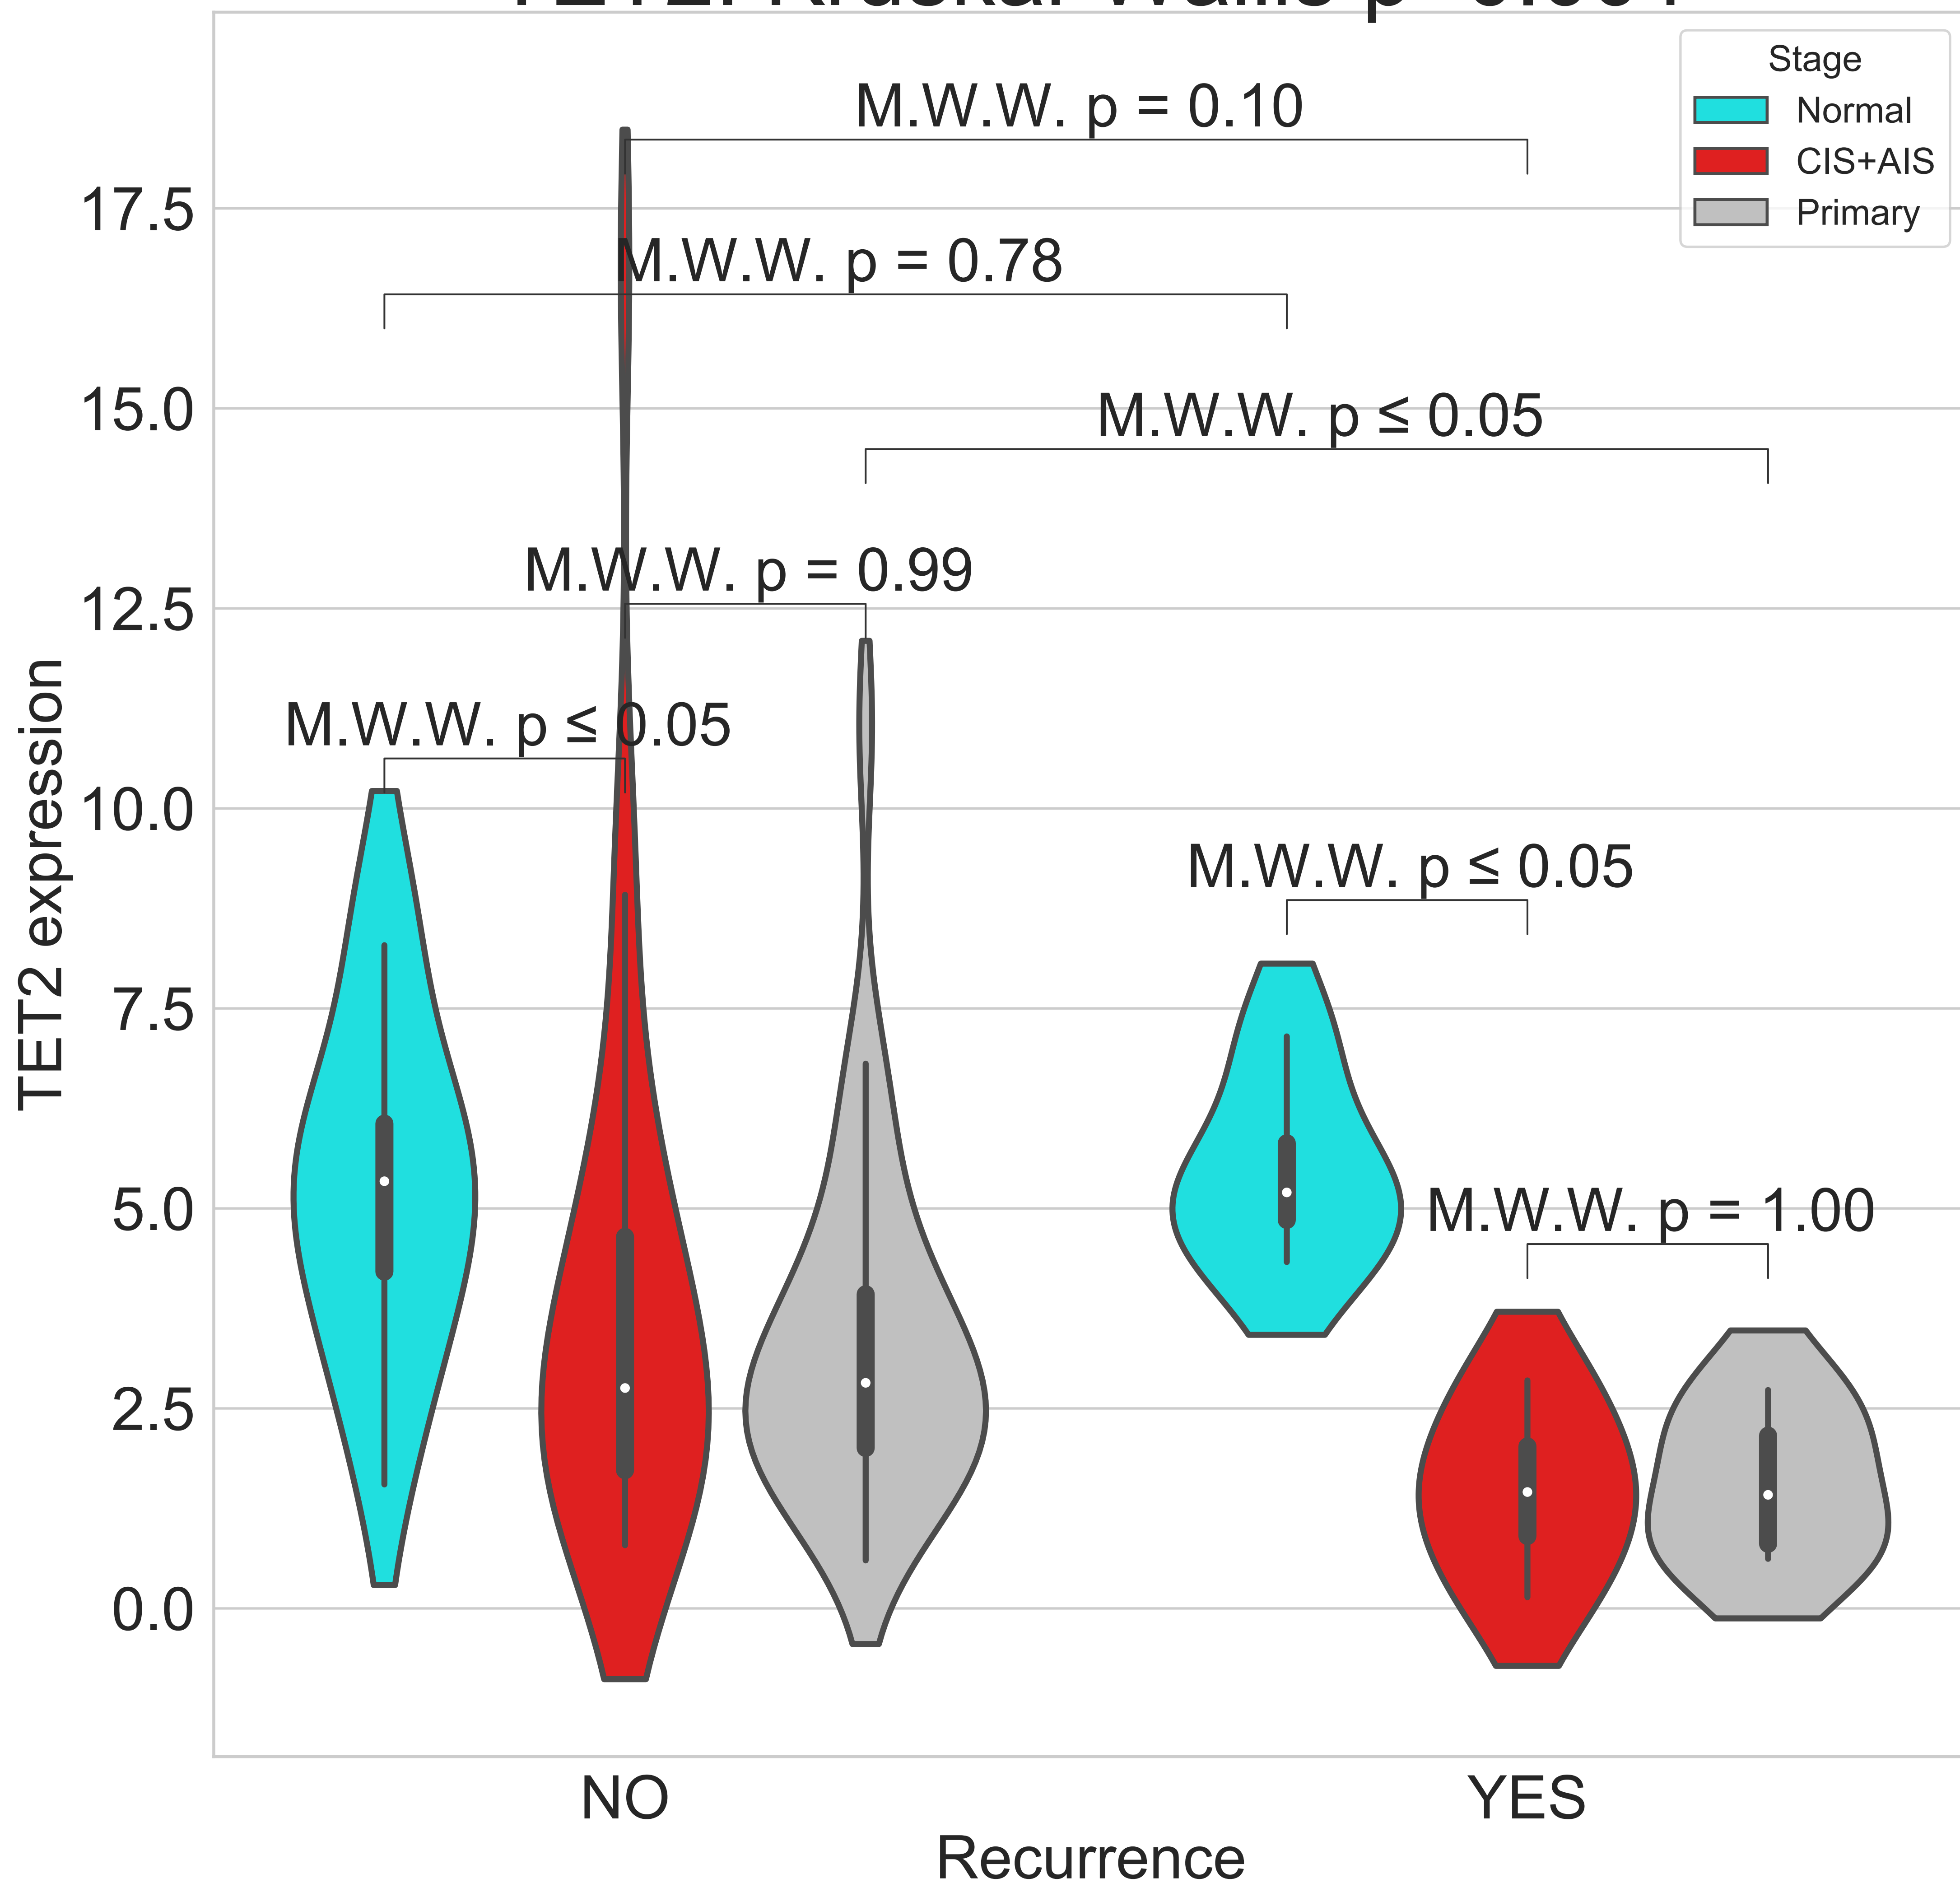 Stage
Normal
CIS+AIS
Primary
M.W.W. p = 0.10
M.W.W. p = 0.78
M.W.W. p ≤ 0.05
M.W.W. p = 0.99
M.W.W. p ≤ 0.05
M.W.W. p ≤ 0.05
M.W.W. p = 1.00
17.5
15.0
12.5
10.0
7.5
5.0
2.5
0.0
TET2 expression
NO
YES
Recurrence